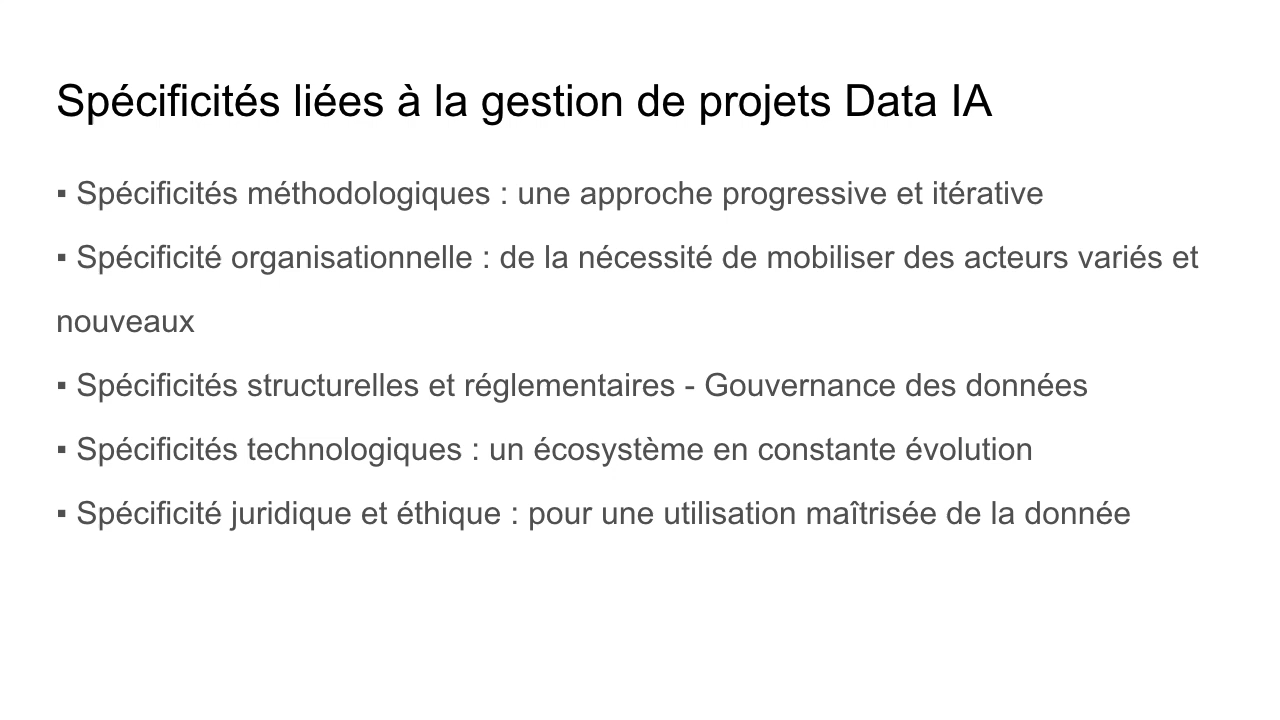 Spécificités liées à la gestion de projets Data IA
▪ Spécificités méthodologiques : une approche progressive et itérative
▪ Spécificité organisationnelle : de la nécessité de mobiliser des acteurs variés et
nouveaux
▪ Spécificités structurelles et réglementaires - Gouvernance des données
▪ Spécificités technologiques : un écosystème en constante évolution
▪ Spécificité juridique et éthique : pour une utilisation maîtrisée de la donnée